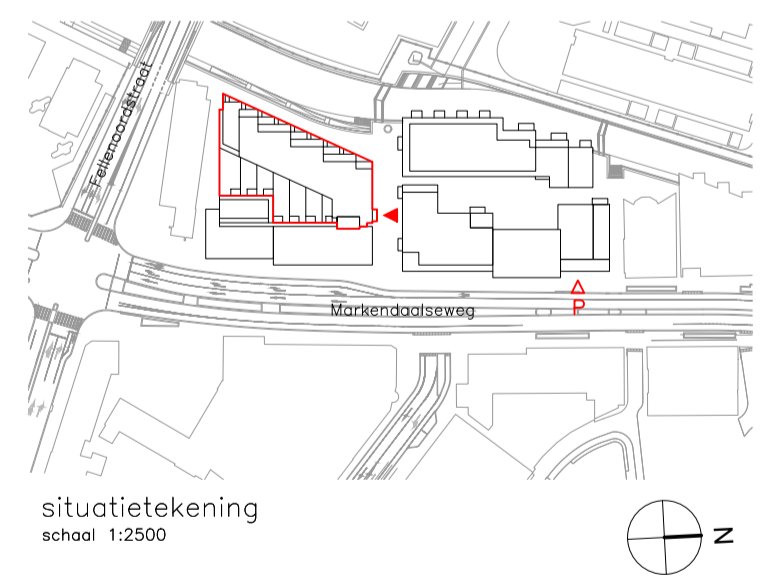 Fellenoordstraat
Markendaalseweg
P
situatietekening
schaal 1:2500
N